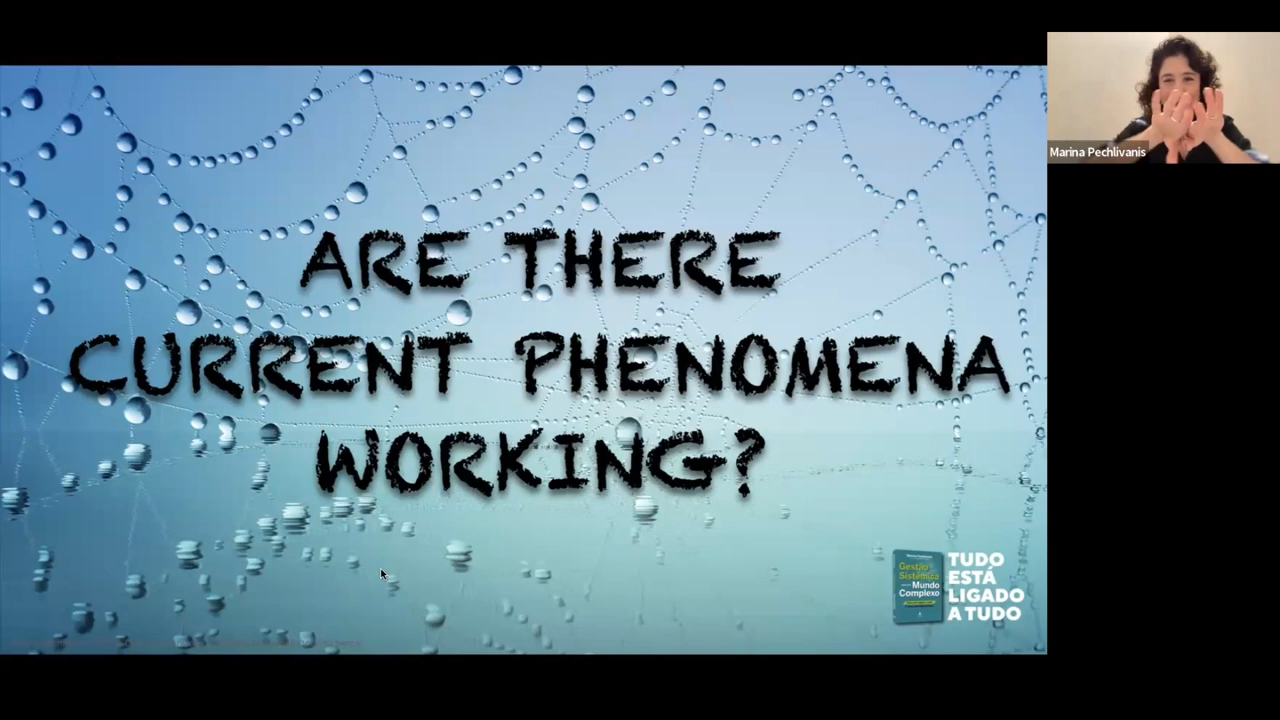 ARE THERE
CURRENT PHENOMENA
WORKING?
Marina Pechlivanis
Gestão
Sistêmica
Mundo
Complexo
TUDO
ESTÁ
LIGADO
A TUDO